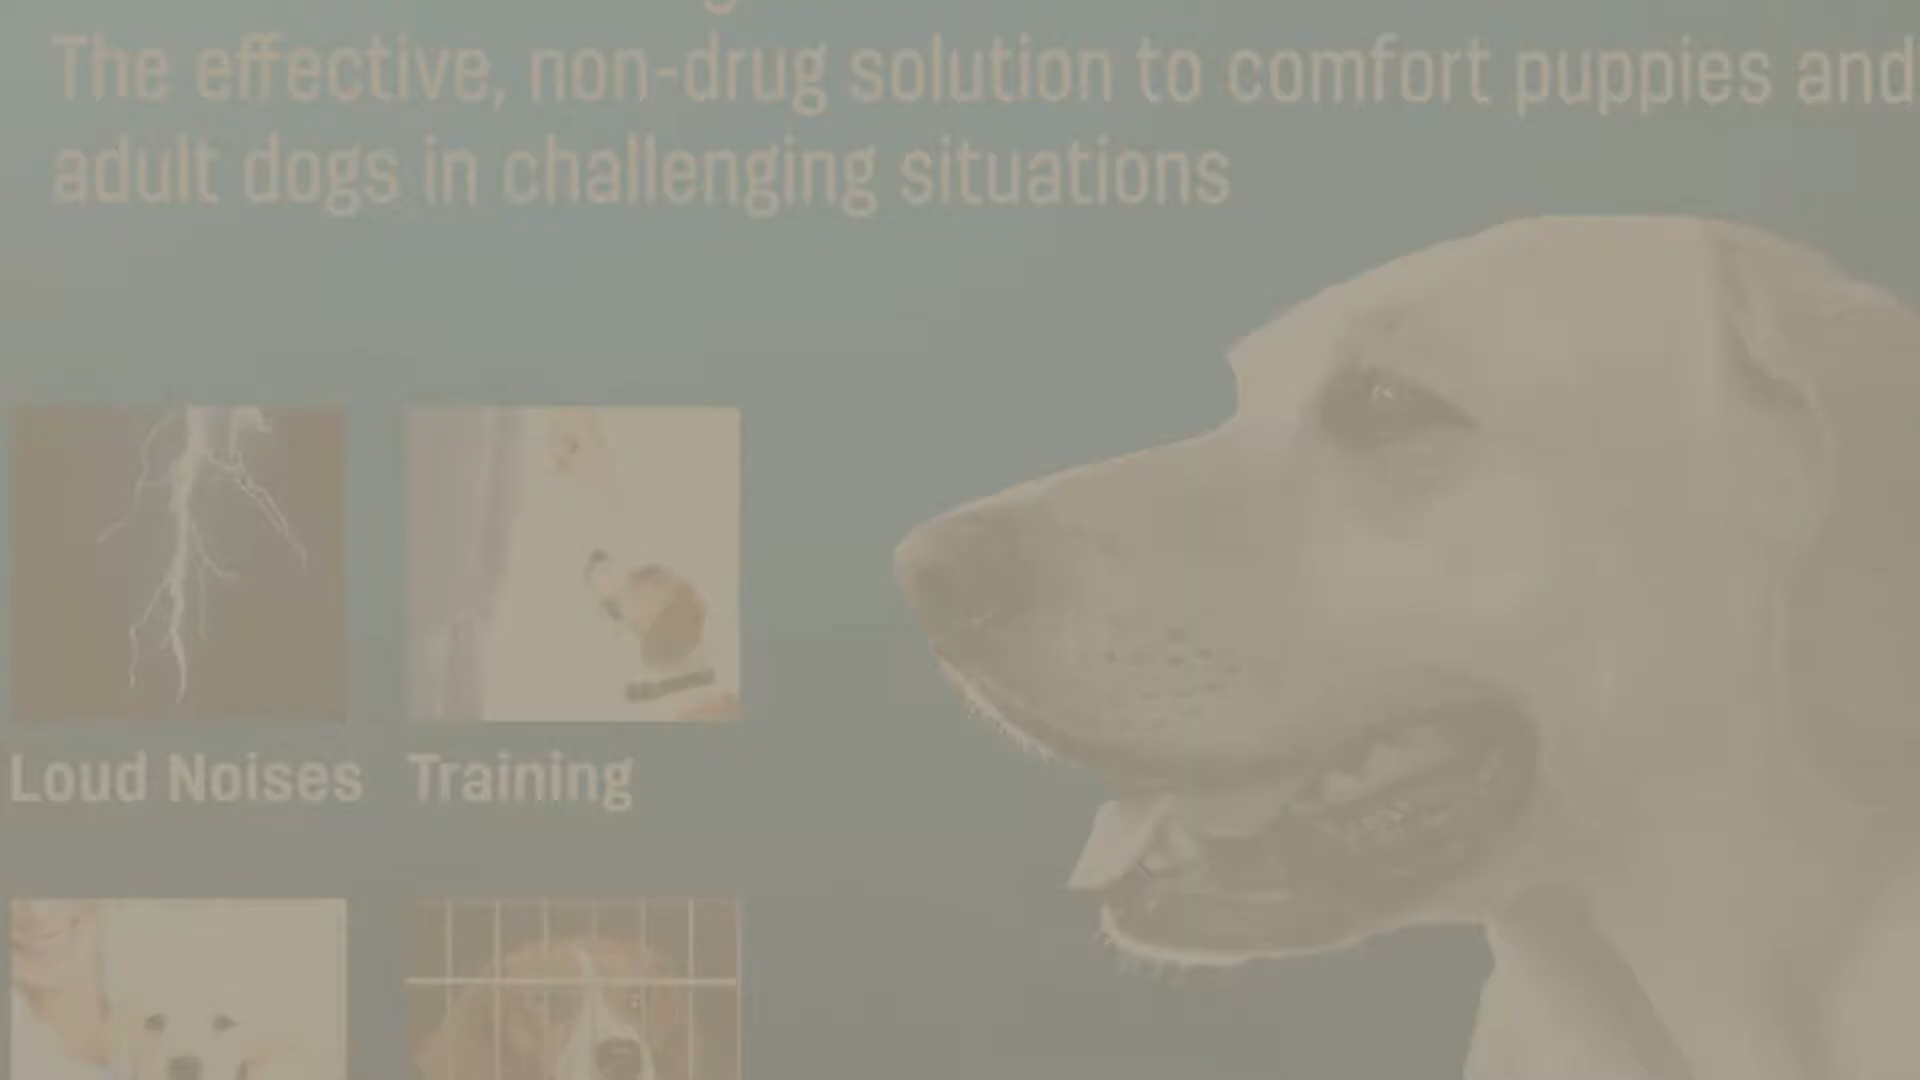 The effective, non-drug solution to comfort puppies and
adult dogs in challenging situations
Loud Noises
Training